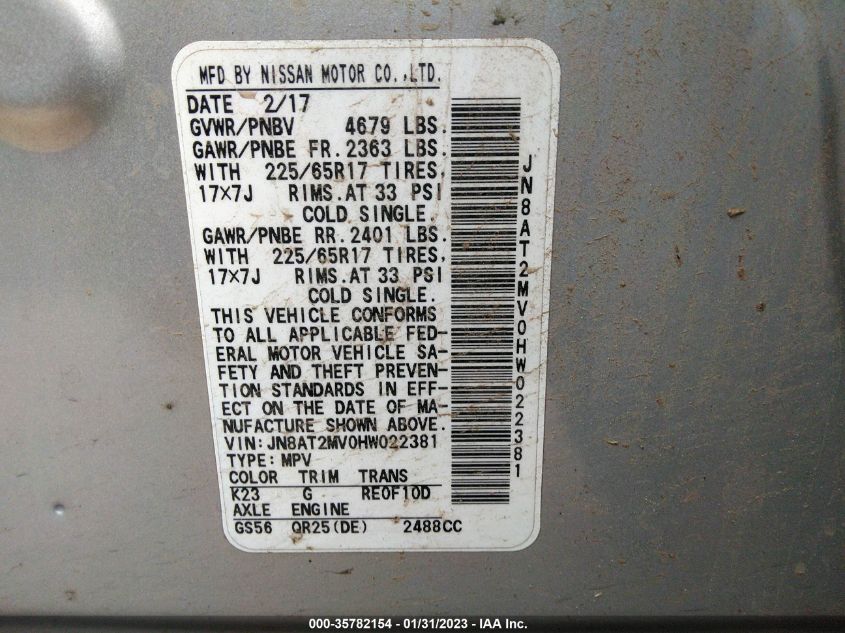 MFD BY NISSAN MOTOR CO.,LTD.
DATE 2/17
GVWR/PNBV 4679 LBS.
GAWR/PNBE FR. 2363 LBS.
WITH 225/65R17 TIRES,
17×7J RIMS. AT 33 PSI
COLD SINGLE.
GAWR/PNBE RR. 2401 LBS.
WITH 225/65R17 TIRES,
17×7J RIMS. AT 33 PSI
COLD SINGLE.
THIS VEHICLE CONFORMS
TO ALL APPLICABLE FED-
ERAL MOTOR VEHICLE SA-
FETY AND THEFT PREVEN-
TION STANDARDS IN EFF-
ECT ON THE DATE OF MA-
NUFACTURE SHOWN ABOVE.
VIN: JN8AT2MV0HW022381
TYPE: MPV
COLOR TRIM TRANS
K23 G RE0F10D
AXLE ENGINE
GS56 QR25(DE) 2488CC
JN8AT2MV0HW022381
000-35782154 - 01/31/2023 - IAA Inc.